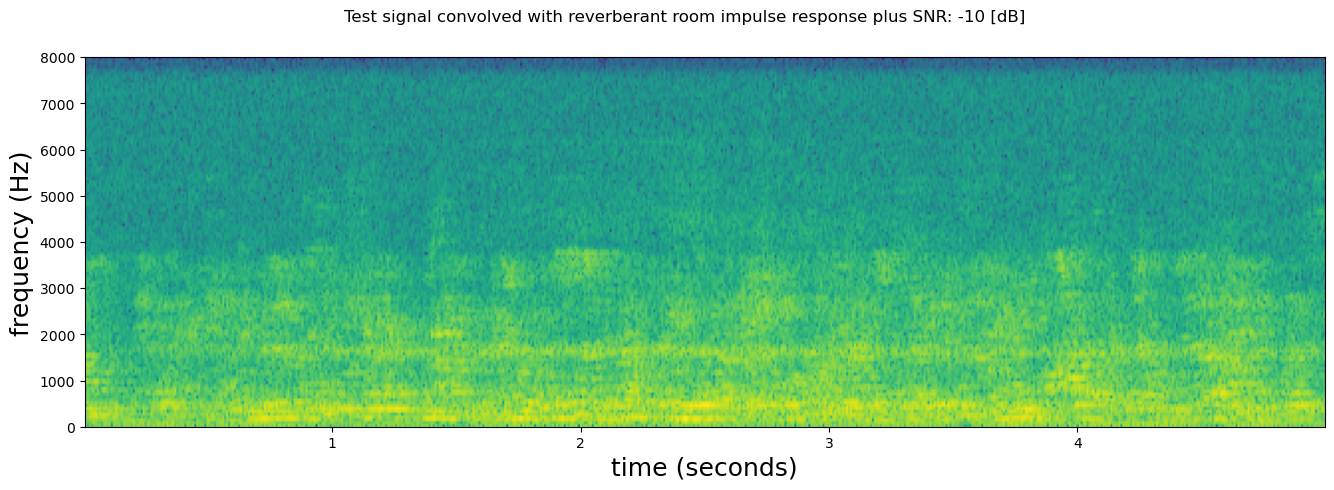 Test signal convolved with reverberant room impulse response plus SNR: -10 [dB]
8000
7000
6000
5000
4000
3000
2000
1000
0
frequency (Hz)
1 2 3 4
time (seconds)